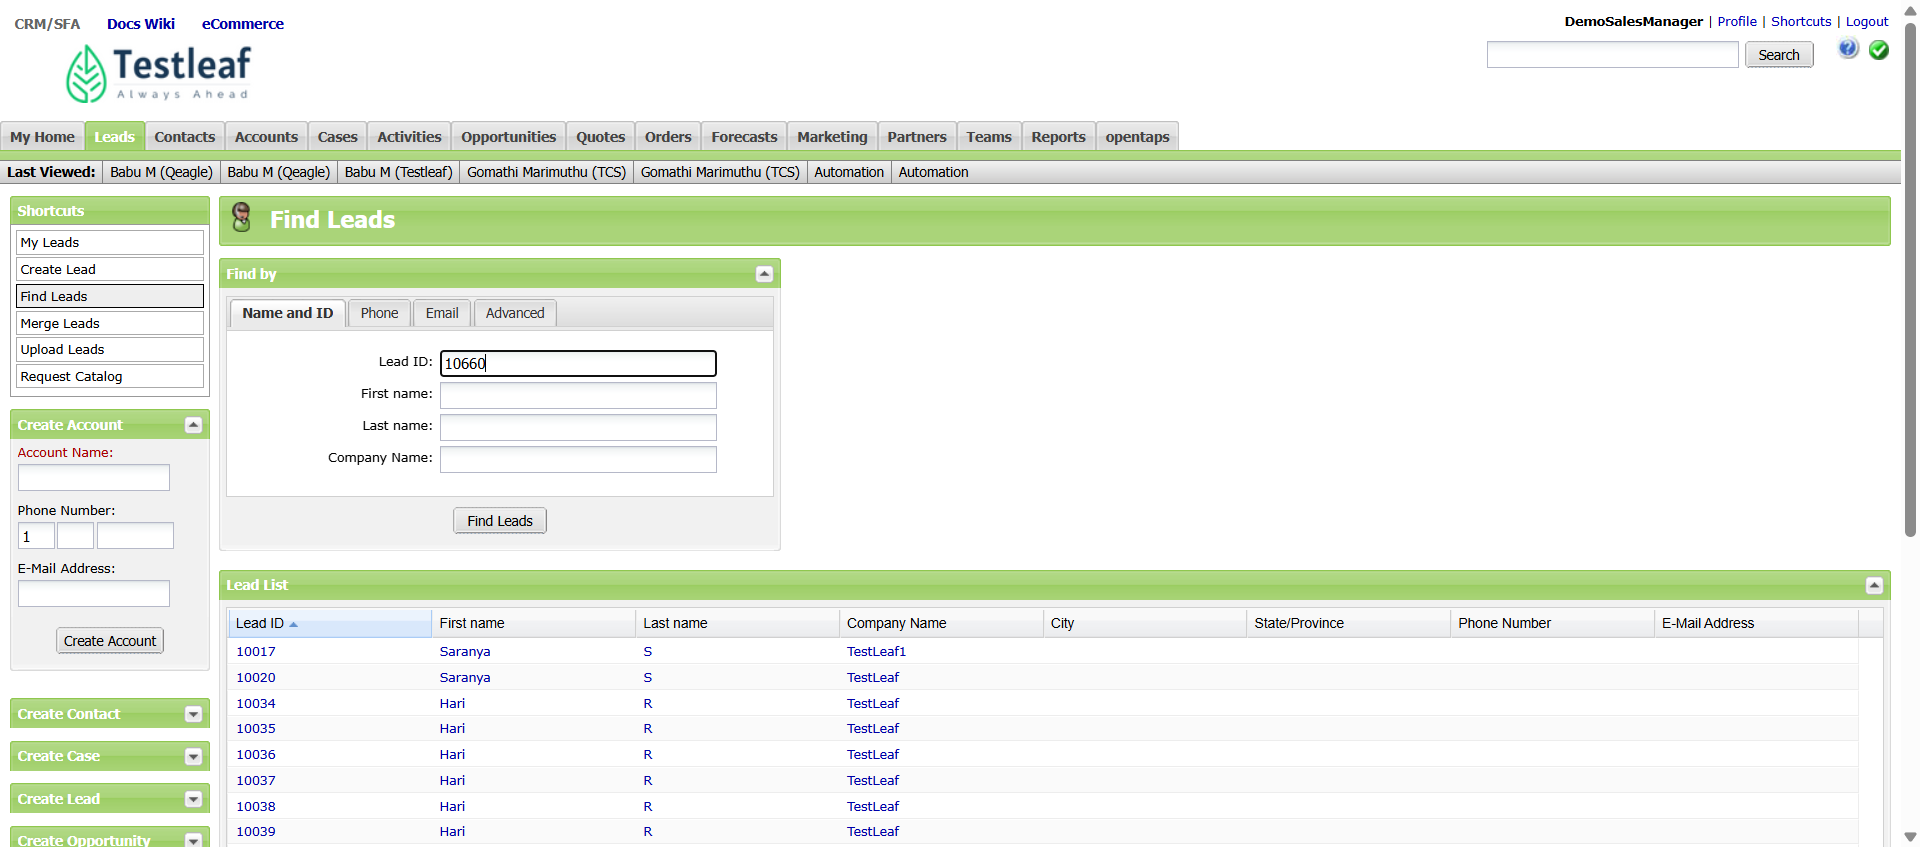 CRM/SFA Docs Wiki eCommerce
DemoSalesManager | Profile | Shortcuts | Logout
Testleaf
Always Ahead
Search
My Home Leads Contacts Accounts Cases Activities Opportunities Quotes Orders Forecasts Marketing Partners Teams Reports opentaps
Last Viewed: Babu M (Qeagle) Babu M (Qeagle) Babu M (Testleaf) Gomathi Marimuthu (TCS) Gomathi Marimuthu (TCS) Automation Automation
Shortcuts
My Leads
Create Lead
Find Leads
Merge Leads
Upload Leads
Request Catalog
Create Account
Account Name:
Phone Number:
1
E-Mail Address:
Create Account
Create Contact
Create Case
Create Lead
Create Opportunity
Find Leads
Find by
Name and ID Phone Email Advanced
Lead ID: 10660
First name:
Last name:
Company Name:
Find Leads
Lead List
Lead ID First name Last name Company Name City State/Province Phone Number E-Mail Address
10017 Saranya S TestLeaf1
10020 Saranya S TestLeaf
10034 Hari R TestLeaf
10035 Hari R TestLeaf
10036 Hari R TestLeaf
10037 Hari R TestLeaf
10038 Hari R TestLeaf
10039 Hari R TestLeaf